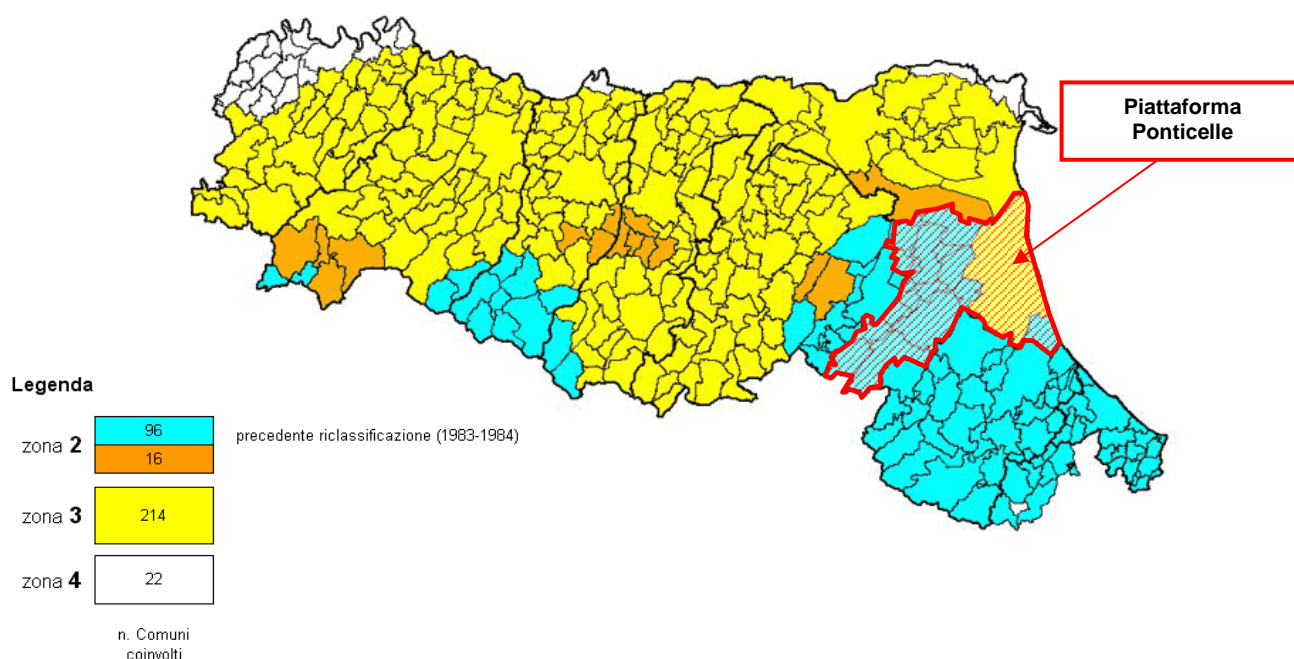 Piattaforma
Ponticelle
Legenda
zona 2
96
precedente riclassificazione (1983-1984)
16
zona 3
214
zona 4
22
n. Comuni
coinvolti